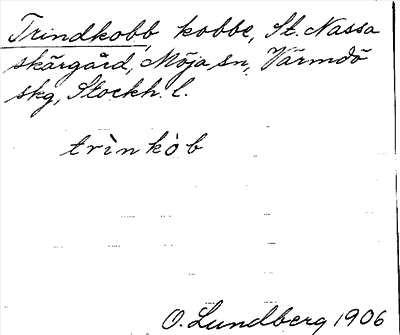 Trindkobb, kobbe, St. Nassa
skärgård, Möja sn, Värmdö
skg, Stockh. l.
trìnkòb
O. Lundberg 1906